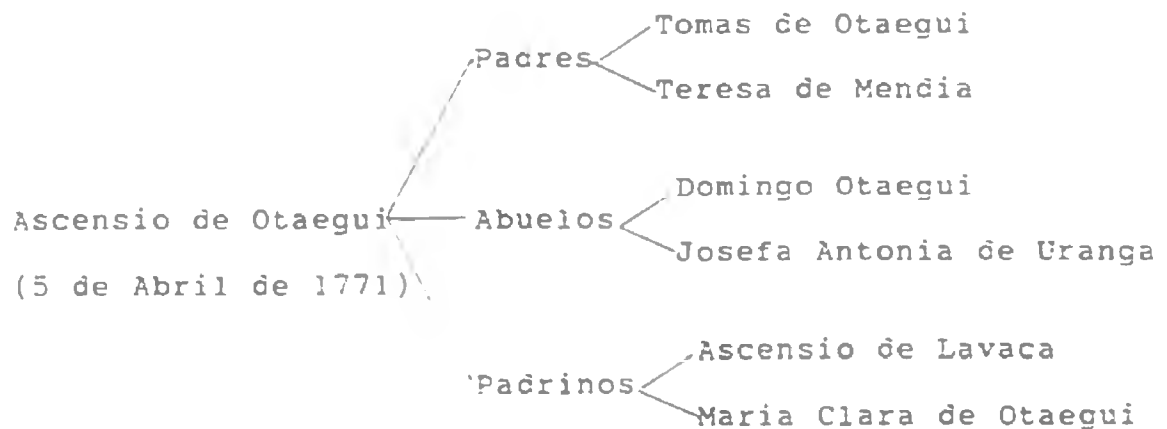 Tomas de Otaegui
Padres
Teresa de Mendia
Domingo Otaegui
Ascensio de Otaegui
Abuelos
Josefa Antonia de Uranga
(5 de Abril de 1771)
Ascensio de Lavaca
Padrinos
Maria Clara de Otaegui